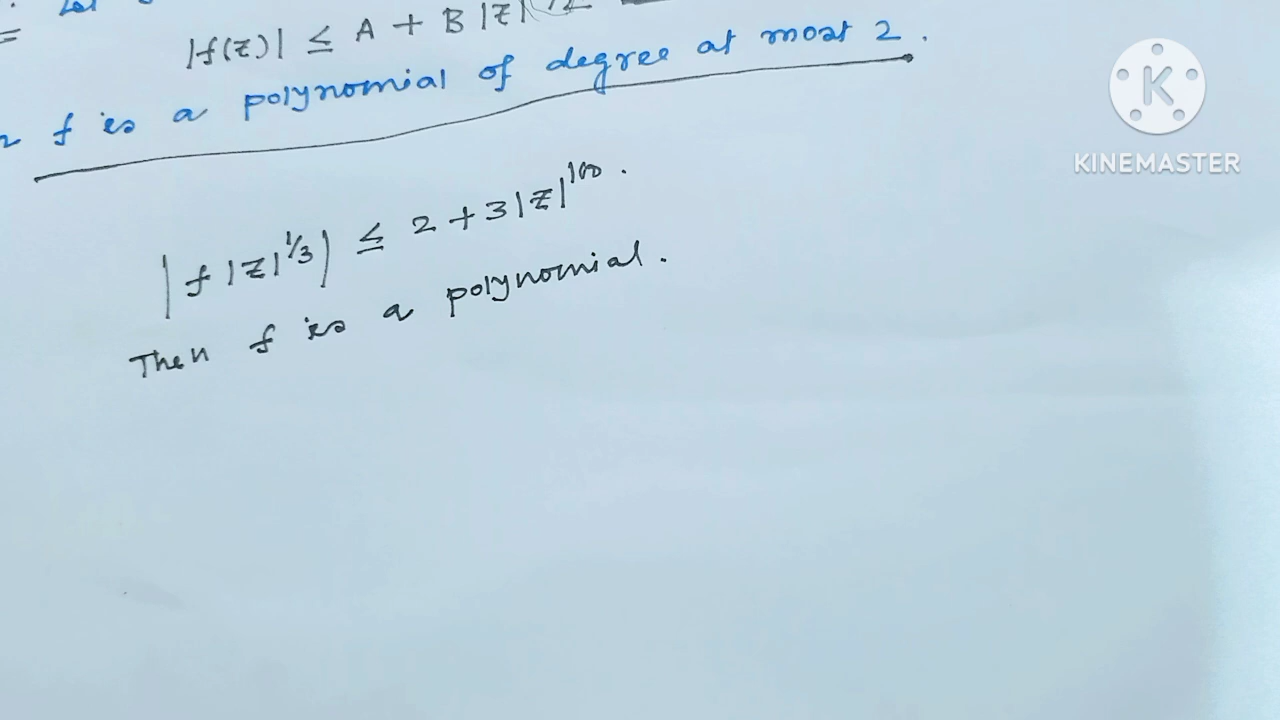 |f(z)| ≤ A + B |z|
f is a polynomial of degree at most 2 .
|f |z|^1/3| ≤ 2 + 3 |z|^100 .
Then f is a polynomial .
K
KINEMASTER